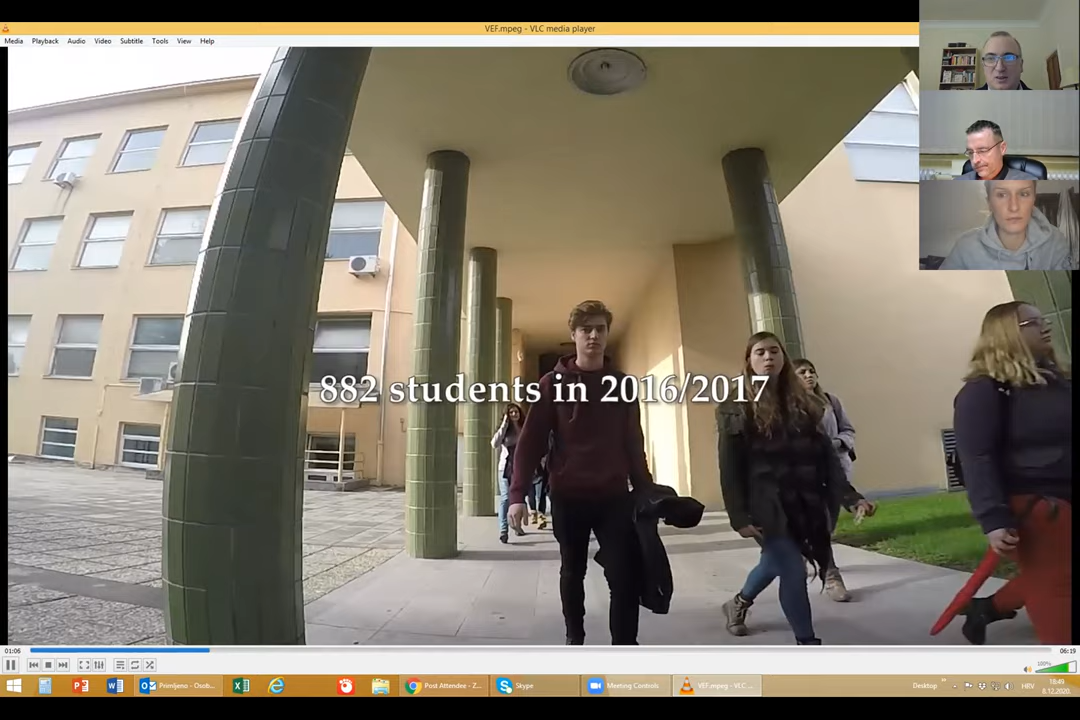 VEF.mpeg - VLC media player
Media Playback Audio Video Subtitle Tools View Help
882 students in 2016/2017
01:06
06:19
100%
Primljeno - Osob...
Post Attendee - Z...
Skype
Meeting Controls
VEF.mpeg - VLC ...
Desktop
HRV
18:49
8.12.2020.